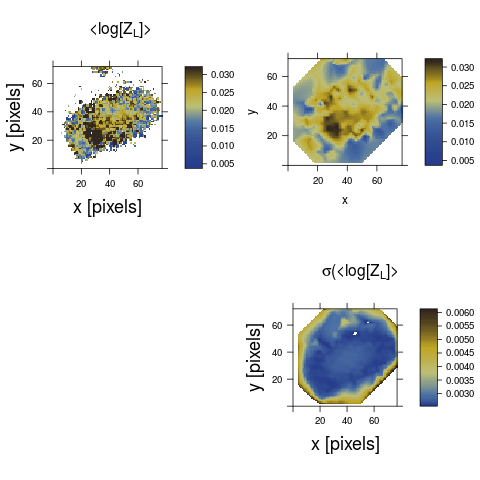 <log[Z_L]>
60
40
20
20 40 60
x [pixels]
y [pixels]
0.030
0.025
0.020
0.015
0.010
0.005
60
40
20
20 40 60
x
y
0.030
0.025
0.020
0.015
0.010
0.005
σ(<log[Z_L]>
60
40
20
20 40 60
x [pixels]
y [pixels]
0.0060
0.0055
0.0050
0.0045
0.0040
0.0035
0.0030